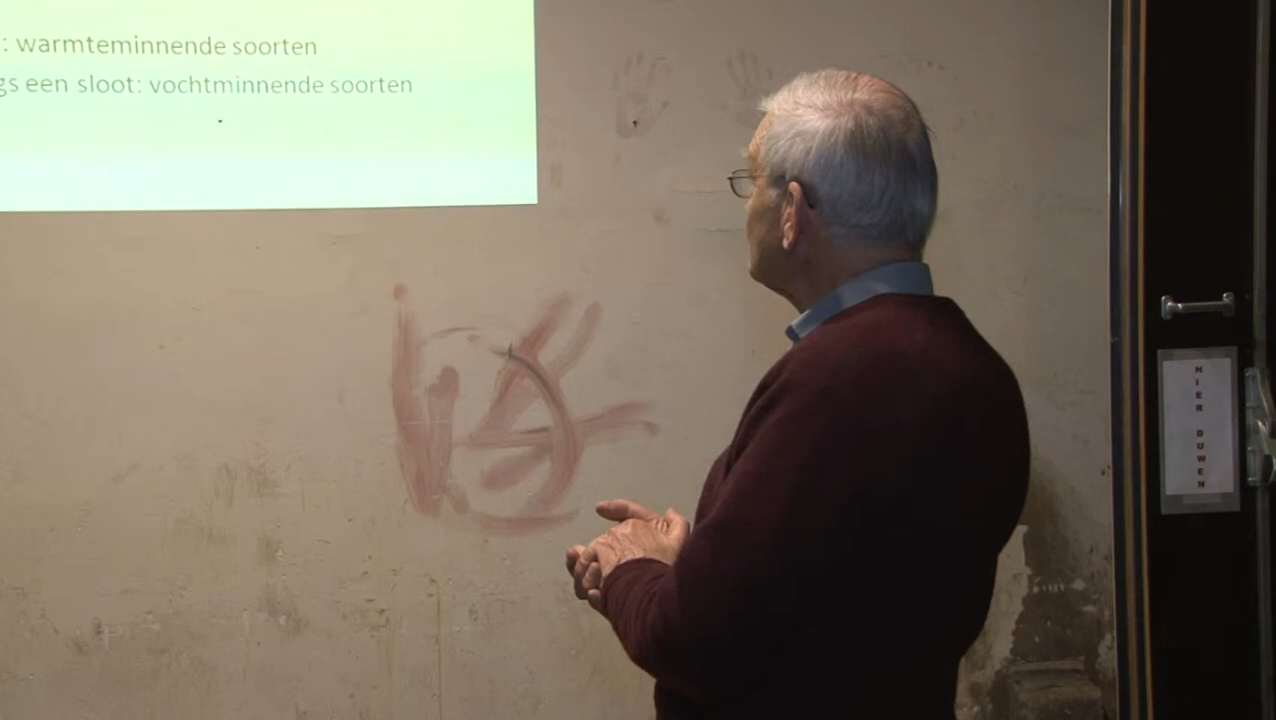 : warmteminnende soorten
gs een sloot: vochtminnende soorten
HIER DUWEN